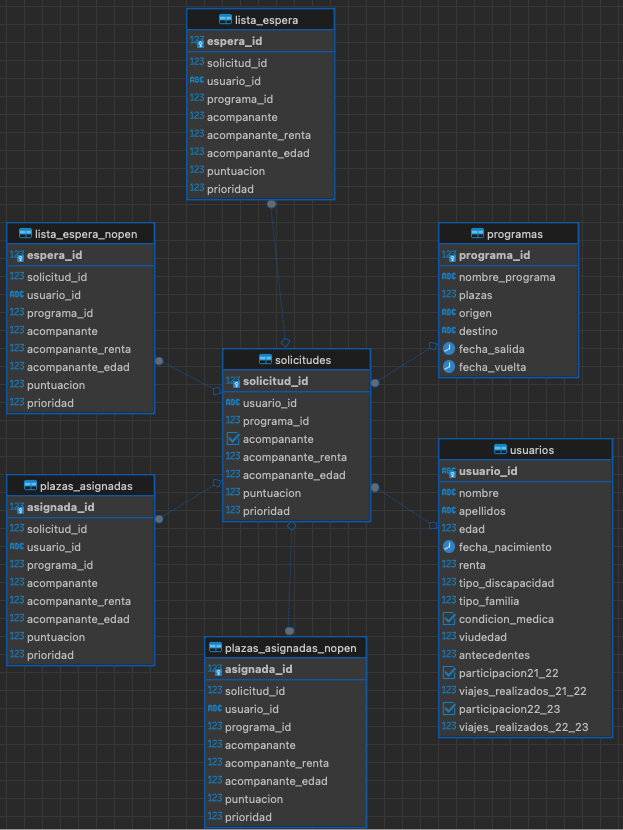 lista_espera
123 espera_id
123 solicitud_id
ABC usuario_id
123 programa_id
123 acompanante
123 acompanante_renta
123 acompanante_edad
123 puntuacion
123 prioridad
lista_espera_nopen
123 espera_id
123 solicitud_id
ABC usuario_id
123 programa_id
123 acompanante
123 acompanante_renta
123 acompanante_edad
123 puntuacion
123 prioridad
programas
123 programa_id
ABC nombre_programa
123 plazas
ABC origen
ABC destino
fecha_salida
fecha_vuelta
solicitudes
123 solicitud_id
ABC usuario_id
123 programa_id
acompanante
123 acompanante_renta
123 acompanante_edad
123 puntuacion
123 prioridad
plazas_asignadas
123 asignada_id
123 solicitud_id
ABC usuario_id
123 programa_id
123 acompanante
123 acompanante_renta
123 acompanante_edad
123 puntuacion
123 prioridad
usuarios
ABC usuario_id
ABC nombre
ABC apellidos
123 edad
fecha_nacimiento
123 renta
123 tipo_discapacidad
123 tipo_familia
condicion_medica
123 viudedad
123 antecedentes
participacion21_22
123 viajes_realizados_21_22
participacion22_23
123 viajes_realizados_22_23
plazas_asignadas_nopen
123 asignada_id
123 solicitud_id
ABC usuario_id
123 programa_id
123 acompanante
123 acompanante_renta
123 acompanante_edad
123 puntuacion
123 prioridad